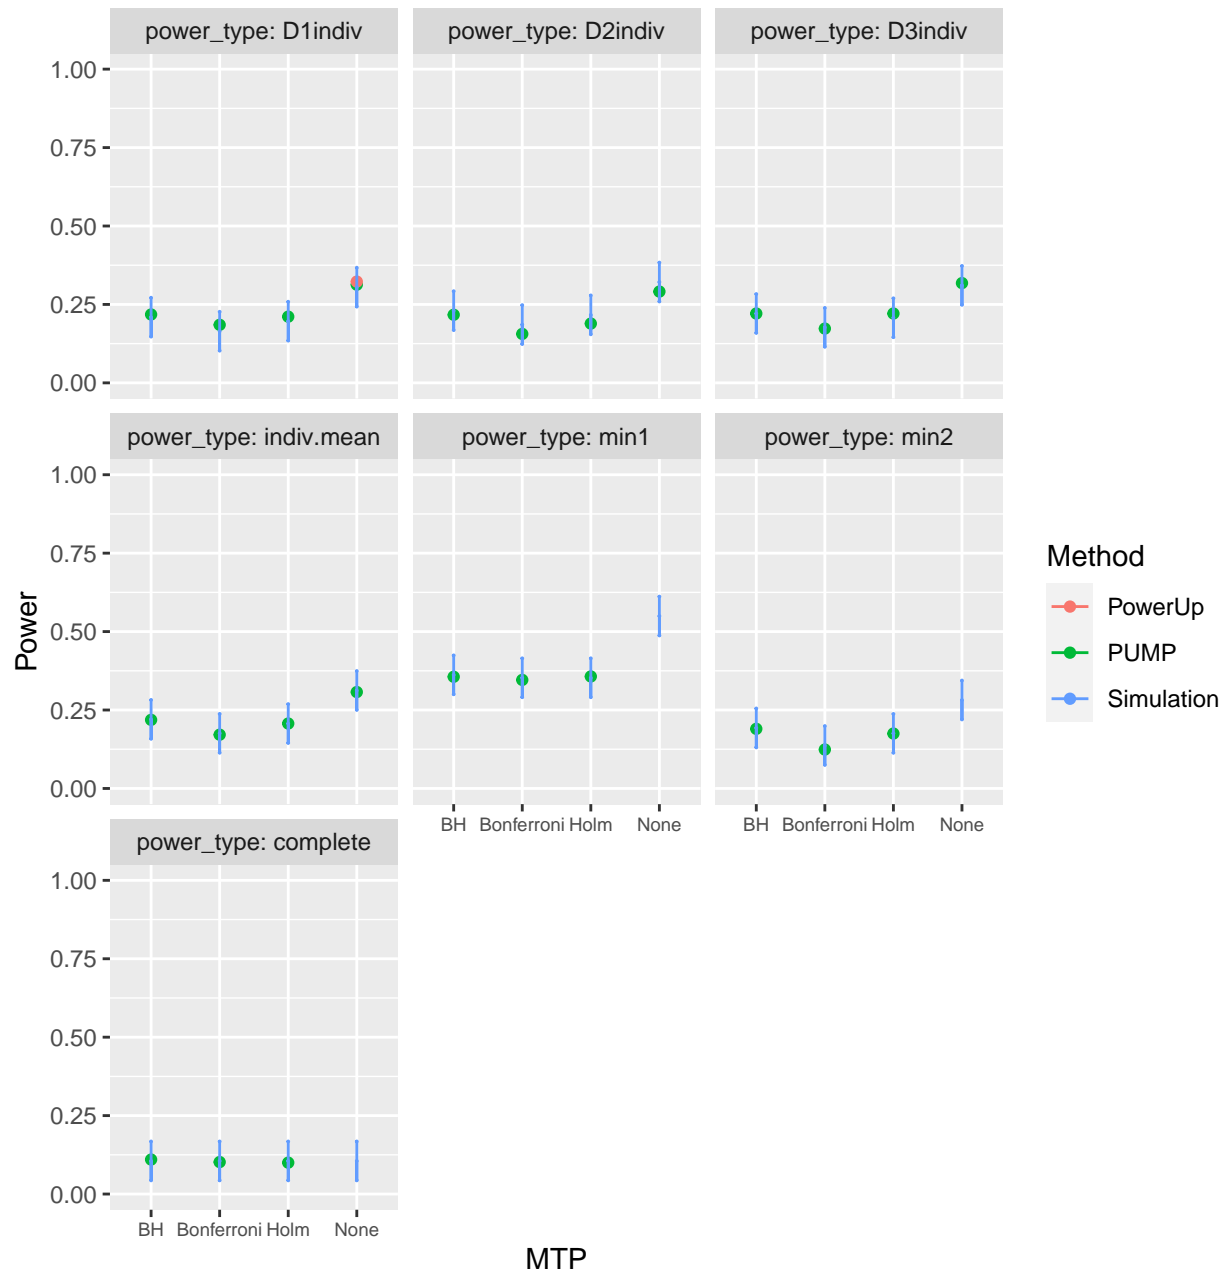 power_type: D1indiv
power_type: D2indiv
power_type: D3indiv
1.00
0.75
0.50
0.25
0.00
power_type: indiv.mean
power_type: min1
power_type: min2
1.00
0.75
0.50
0.25
0.00
BH Bonferroni Holm None
BH Bonferroni Holm None
power_type: complete
1.00
0.75
0.50
0.25
0.00
BH Bonferroni Holm None
Power
MTP
Method
PowerUp
PUMP
Simulation